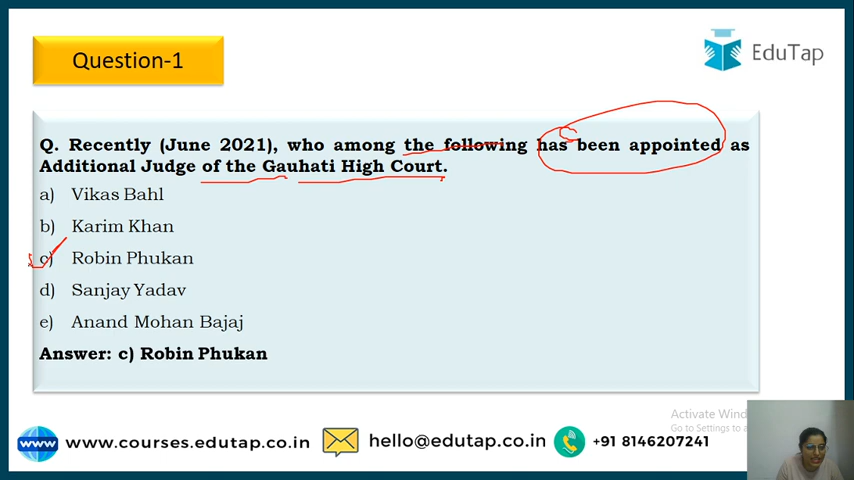 Question-1
EduTap
Q. Recently (June 2021), who among the following has been appointed as
Additional Judge of the Gauhati High Court.
a) Vikas Bahl
b) Karim Khan
c) Robin Phukan
d) Sanjay Yadav
e) Anand Mohan Bajaj
Answer: c) Robin Phukan
Activate Wind
Go to Settings to a
www www.courses.edutap.co.in hello@edutap.co.in +91 8146207241